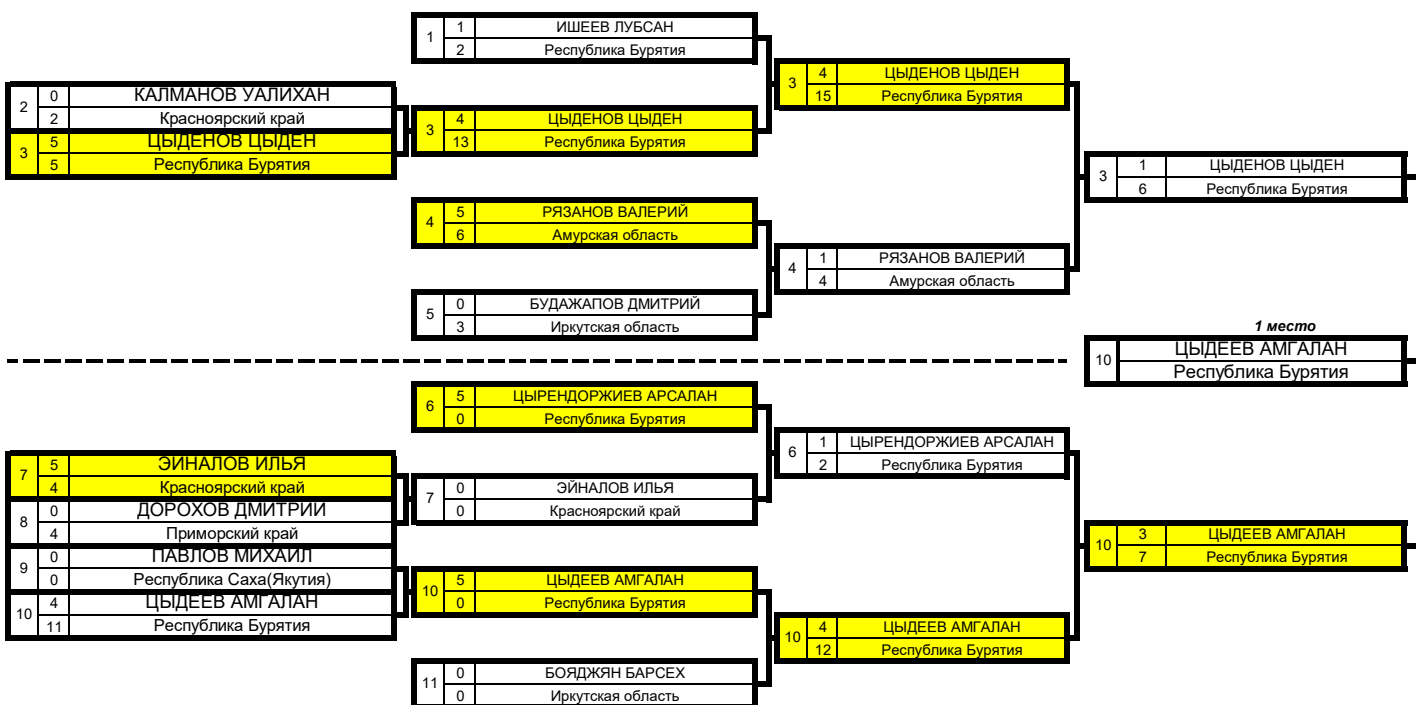 1 1 ИШЕЕВ ЛУБСАН
2 Республика Бурятия
3 4 ЦЫДЕНОВ ЦЫДЕН
15 Республика Бурятия
2 0 КАЛМАНОВ УАЛИХАН
2 Красноярский край
3 5 ЦЫДЕНОВ ЦЫДЕН
5 Республика Бурятия
3 4 ЦЫДЕНОВ ЦЫДЕН
13 Республика Бурятия
3 1 ЦЫДЕНОВ ЦЫДЕН
6 Республика Бурятия
4 5 РЯЗАНОВ ВАЛЕРИЙ
6 Амурская область
4 1 РЯЗАНОВ ВАЛЕРИЙ
4 Амурская область
5 0 БУДАЖАПОВ ДМИТРИЙ
3 Иркутская область
1 место
10 ЦЫДЕЕВ АМГАЛАН
Республика Бурятия
6 5 ЦЫРЕНДОРЖИЕВ АРСАЛАН
0 Республика Бурятия
6 1 ЦЫРЕНДОРЖИЕВ АРСАЛАН
2 Республика Бурятия
7 5 ЭЙНАЛОВ ИЛЬЯ
4 Красноярский край
7 0 ЭЙНАЛОВ ИЛЬЯ
0 Красноярский край
8 0 ДОРОХОВ ДМИТРИЙ
4 Приморский край
9 0 ПАВЛОВ МИХАИЛ
0 Республика Саха(Якутия)
10 4 ЦЫДЕЕВ АМГАЛАН
11 Республика Бурятия
10 5 ЦЫДЕЕВ АМГАЛАН
0 Республика Бурятия
10 3 ЦЫДЕЕВ АМГАЛАН
7 Республика Бурятия
10 4 ЦЫДЕЕВ АМГАЛАН
12 Республика Бурятия
11 0 БОЯДЖЯН БАРСЕХ
0 Иркутская область